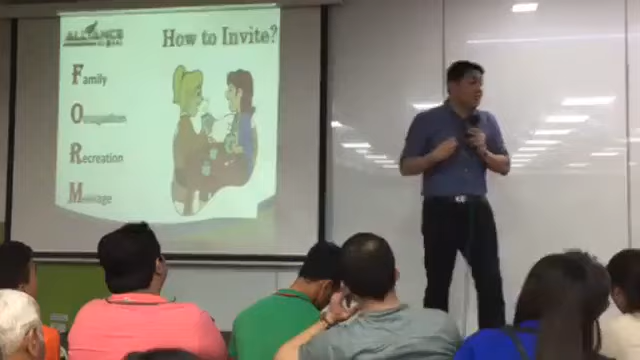 ALLIANCE
How to Invite?
Family
Occupation
Recreation
Message